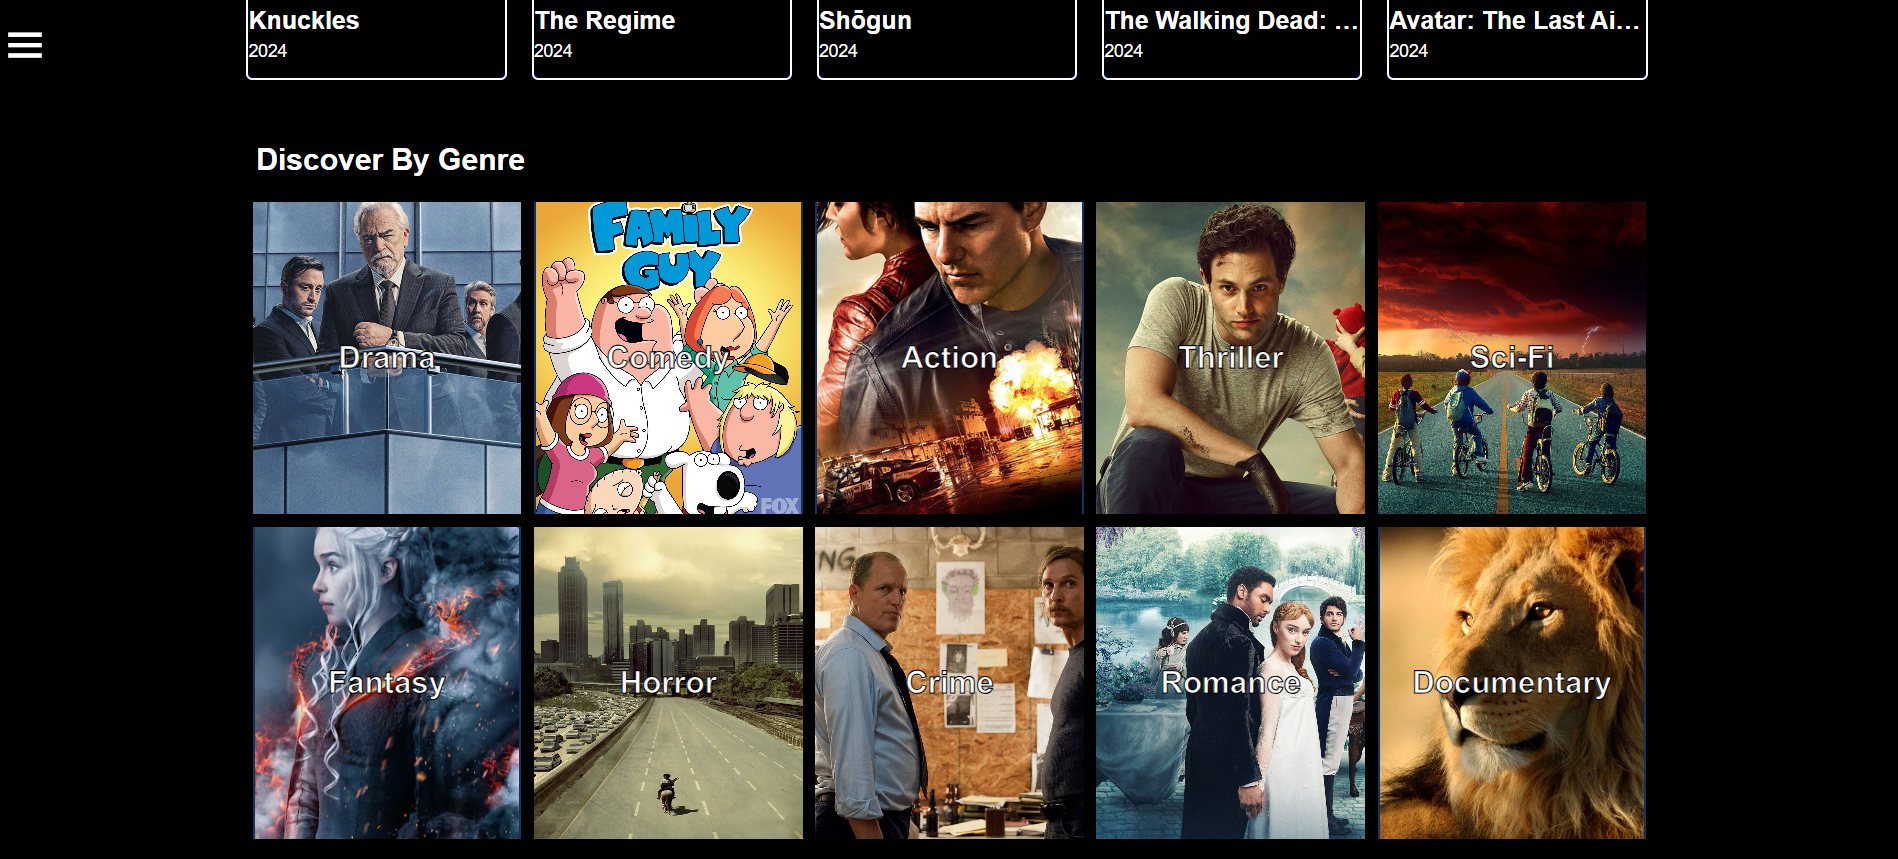 Knuckles
2024
The Regime
2024
Shōgun
2024
The Walking Dead: ...
2024
Avatar: The Last Ai...
2024
Discover By Genre
Drama
FAMILY
GUY
Comedy
FOX
Action
Thriller
Sci-Fi
Fantasy
Horror
NG
Crime
Romance
Documentary